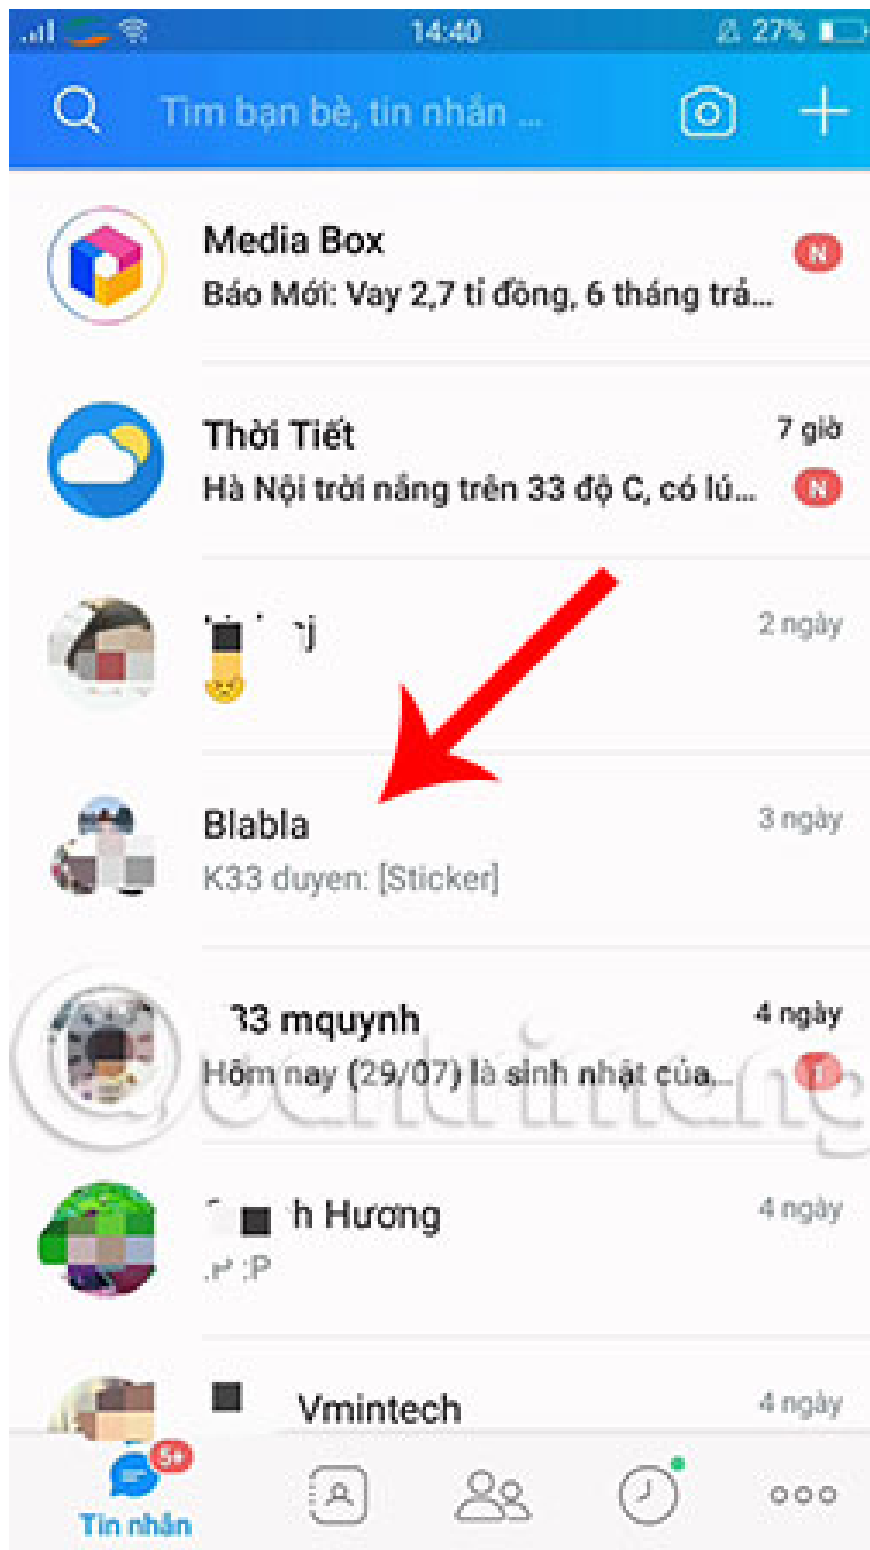 14:40
27%
Tìm bạn bè, tin nhắn ...
Media Box
N
Báo Mới: Vay 2,7 tỉ đồng, 6 tháng trả...
Thời Tiết
7 giờ
Hà Nội trời nắng trên 33 độ C, có lú...
N
2 ngày
Blabla
3 ngày
K33 duyen: [Sticker]
33 mquynh
4 ngày
Hôm nay (29/07) là sinh nhật của...
1
Quantrimang
h Hương
4 ngày
:P
Vmintech
4 ngày
5+
Tin nhắn